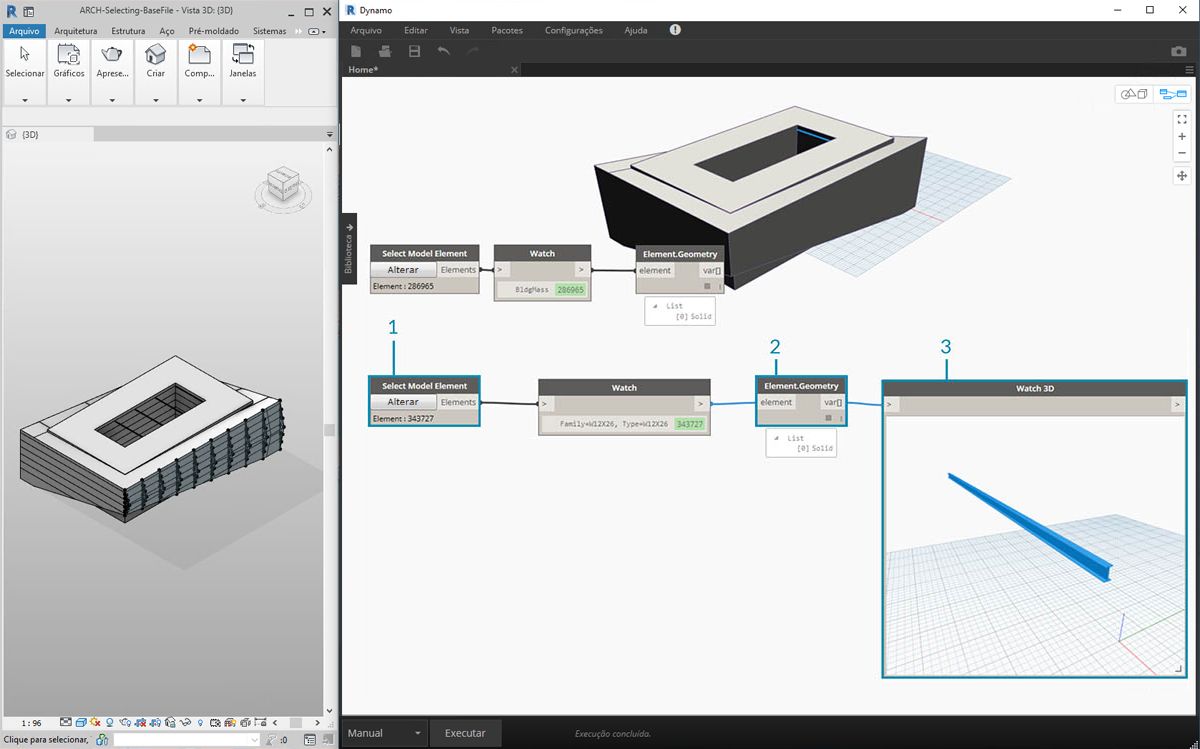 ARCH-Selecting-BaseFile - Vista 3D: {3D}
Arquivo Arquitetura Estrutura Aço Pré-moldado Sistemas
Selecionar Gráficos Aprese... Criar Comp... Janelas
{3D}
1 : 96
Clique para selecionar,
:0
Dynamo
Arquivo Editar Vista Pacotes Configurações Ajuda
Home*
Biblioteca
Select Model Element
Alterar Elements
Element : 286965
Watch
> >
BldgMass 286965
Element.Geometry
element var[]
List
[0] Solid
1
2
3
Select Model Element
Alterar Elements
Element : 343727
Watch
> >
Family=W12X26, Type=W12X26 343727
Element.Geometry
element var[]
List
[0] Solid
Watch 3D
> >
Manual Executar Execução concluída.